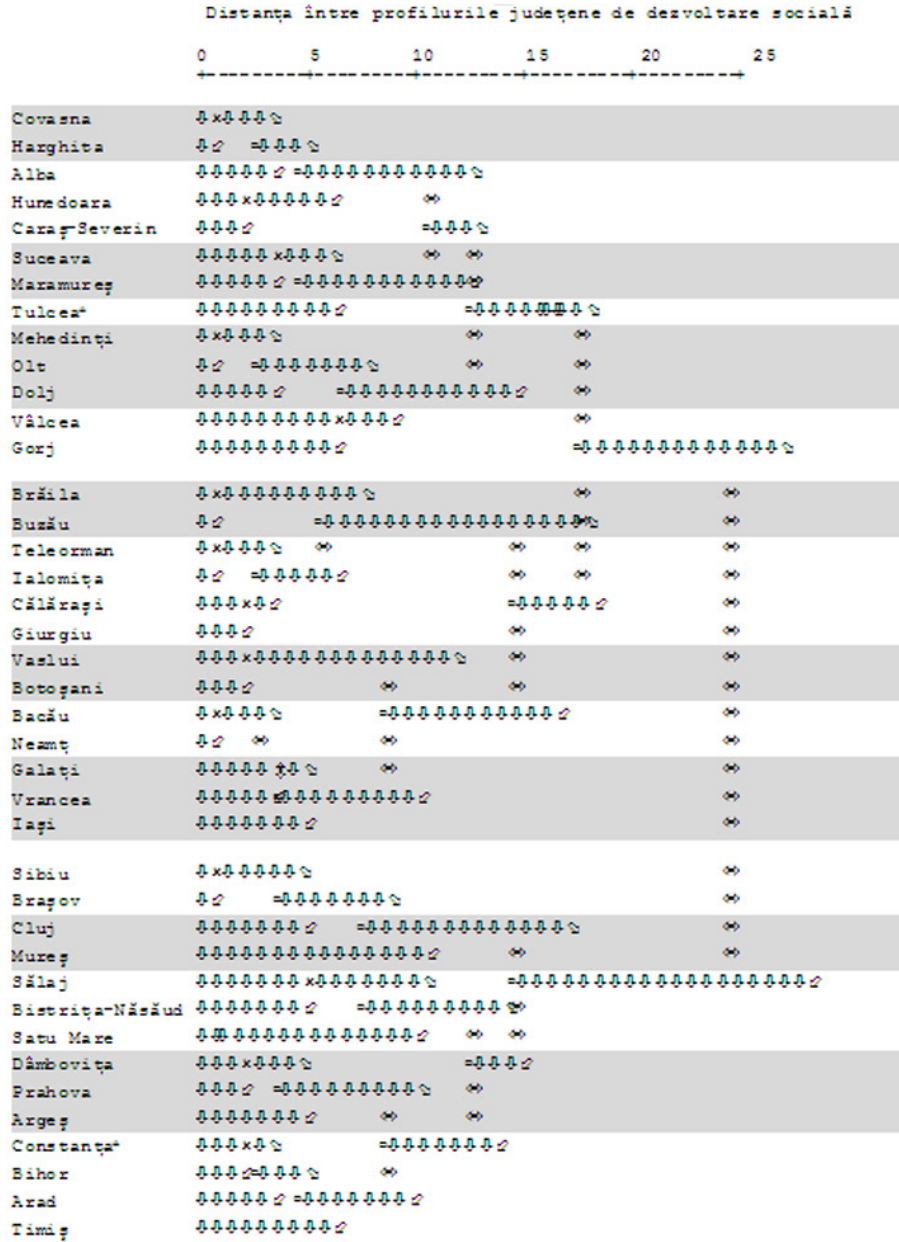 Distanța între profilurile județene de dezvoltare socială
0 5 10 15 20 25
Covasna
Harghita
Alba
Hunedoara
Caraș-Severin
Suceava
Maramureș
Tulcea*
Mehedinți
Olt
Dolj
Vâlcea
Gorj
Brăila
Buzău
Teleorman
Ialomița
Călărași
Giurgiu
Vaslui
Botoșani
Bacău
Neamț
Galați
Vrancea
Iași
Sibiu
Brașov
Cluj
Mureș
Sălaj
Bistrița-Năsăud
Satu Mare
Dâmbovița
Prahova
Argeș
Constanța*
Bihor
Arad
Timiș